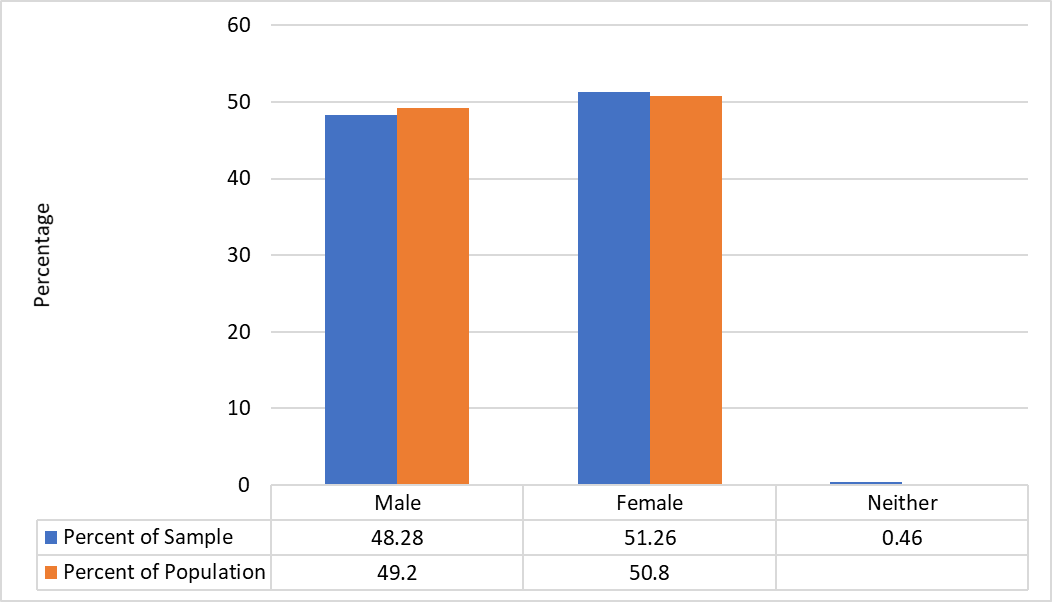 60
50
40
30
20
10
0
Percentage
Male Female Neither
Percent of Sample 48.28 51.26 0.46
Percent of Population 49.2 50.8